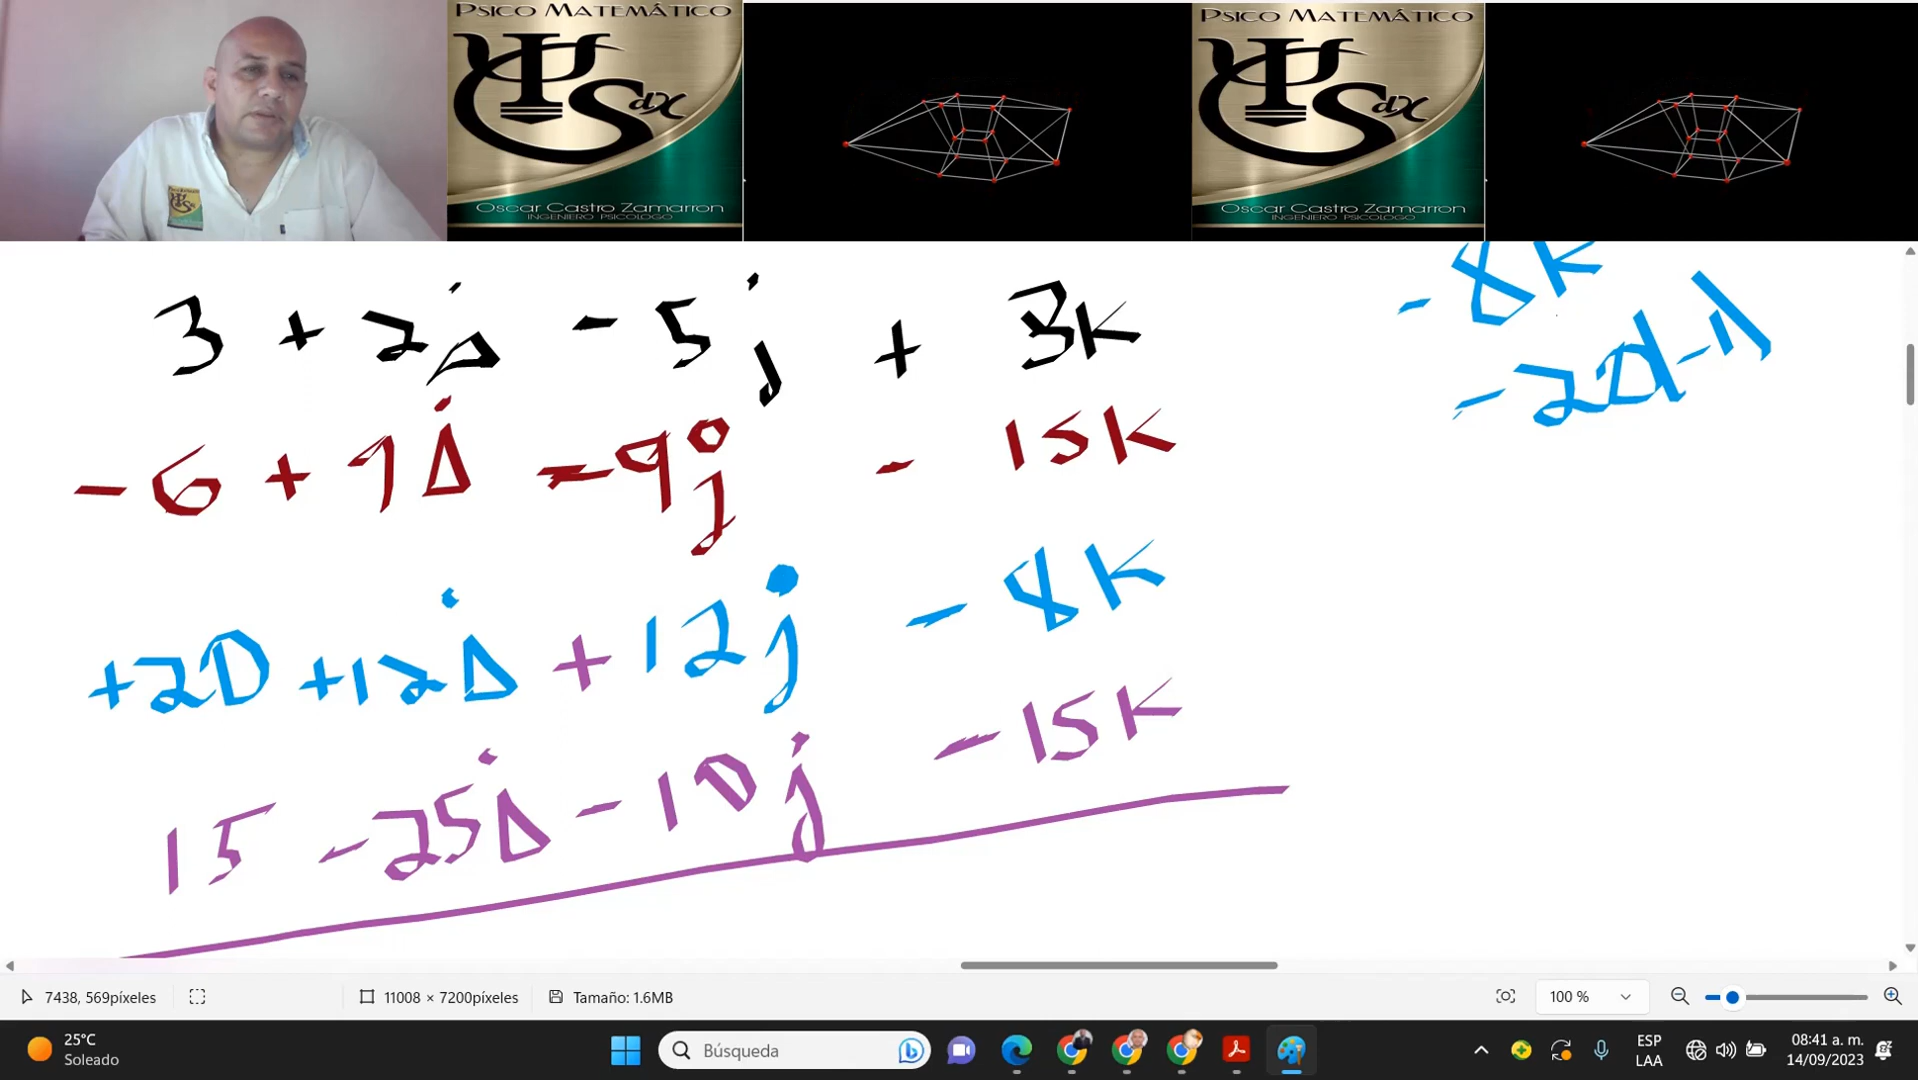 PSICO MATEMÁTICO
dx
Oscar Castro Zamarron
INGENIERO PSICOLOGO
PSICO MATEMÁTICO
dx
Oscar Castro Zamarron
INGENIERO PSICOLOGO
-8K
3 + 2i - 5j + 3K
-6 + 9i - 9j - 15K
+20 +12i + 12j - 8K
15 - 25i - 10j - 15K
7438, 569píxeles
11008 × 7200píxeles
Tamaño: 1.6MB
100 %
25°C
Soleado
Búsqueda
ESP
LAA
08:41 a. m.
14/09/2023